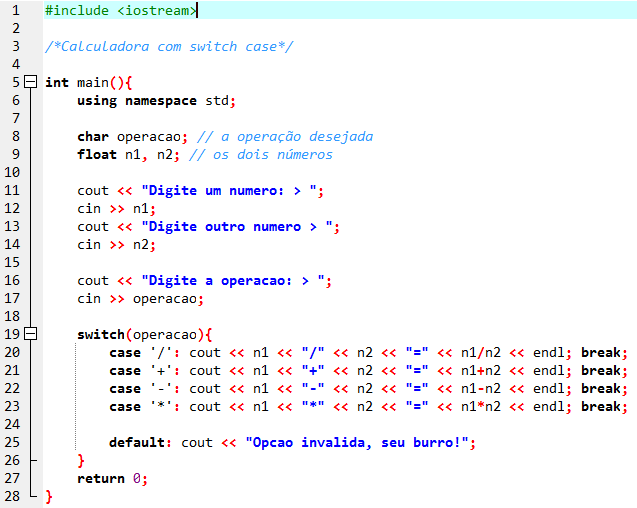 1 #include <iostream>
2
3 /*Calculadora com switch case*/
4
5 int main(){
6 using namespace std;
7
8 char operacao; // a operação desejada
9 float n1, n2; // os dois números
10
11 cout << "Digite um numero: > ";
12 cin >> n1;
13 cout << "Digite outro numero > ";
14 cin >> n2;
15
16 cout << "Digite a operacao: > ";
17 cin >> operacao;
18
19 switch(operacao){
20 case '/': cout << n1 << "/" << n2 << "=" << n1/n2 << endl; break;
21 case '+': cout << n1 << "+" << n2 << "=" << n1+n2 << endl; break;
22 case '-': cout << n1 << "-" << n2 << "=" << n1-n2 << endl; break;
23 case '*': cout << n1 << "*" << n2 << "=" << n1*n2 << endl; break;
24
25 default: cout << "Opcao invalida, seu burro!";
26 }
27 return 0;
28 }